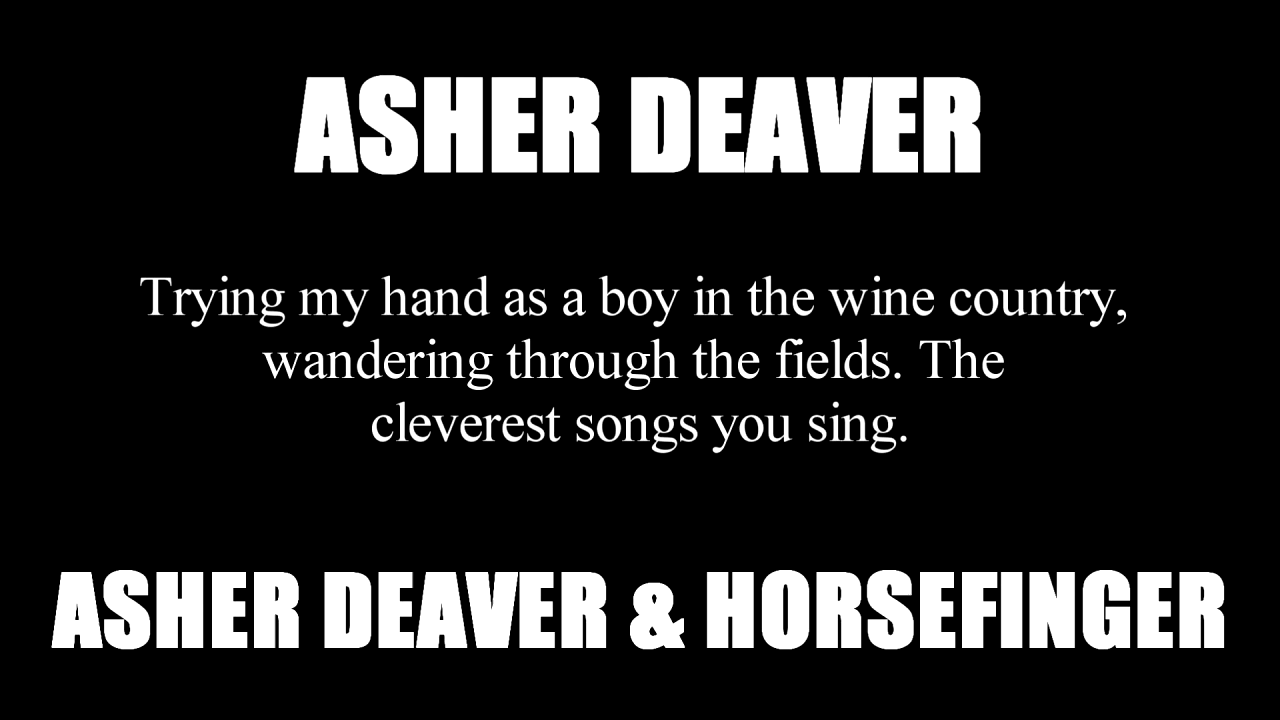 ASHER DEAVER
Trying my hand as a boy in the wine country,
wandering through the fields. The
cleverest songs you sing.
ASHER DEAVER & HORSEFINGER